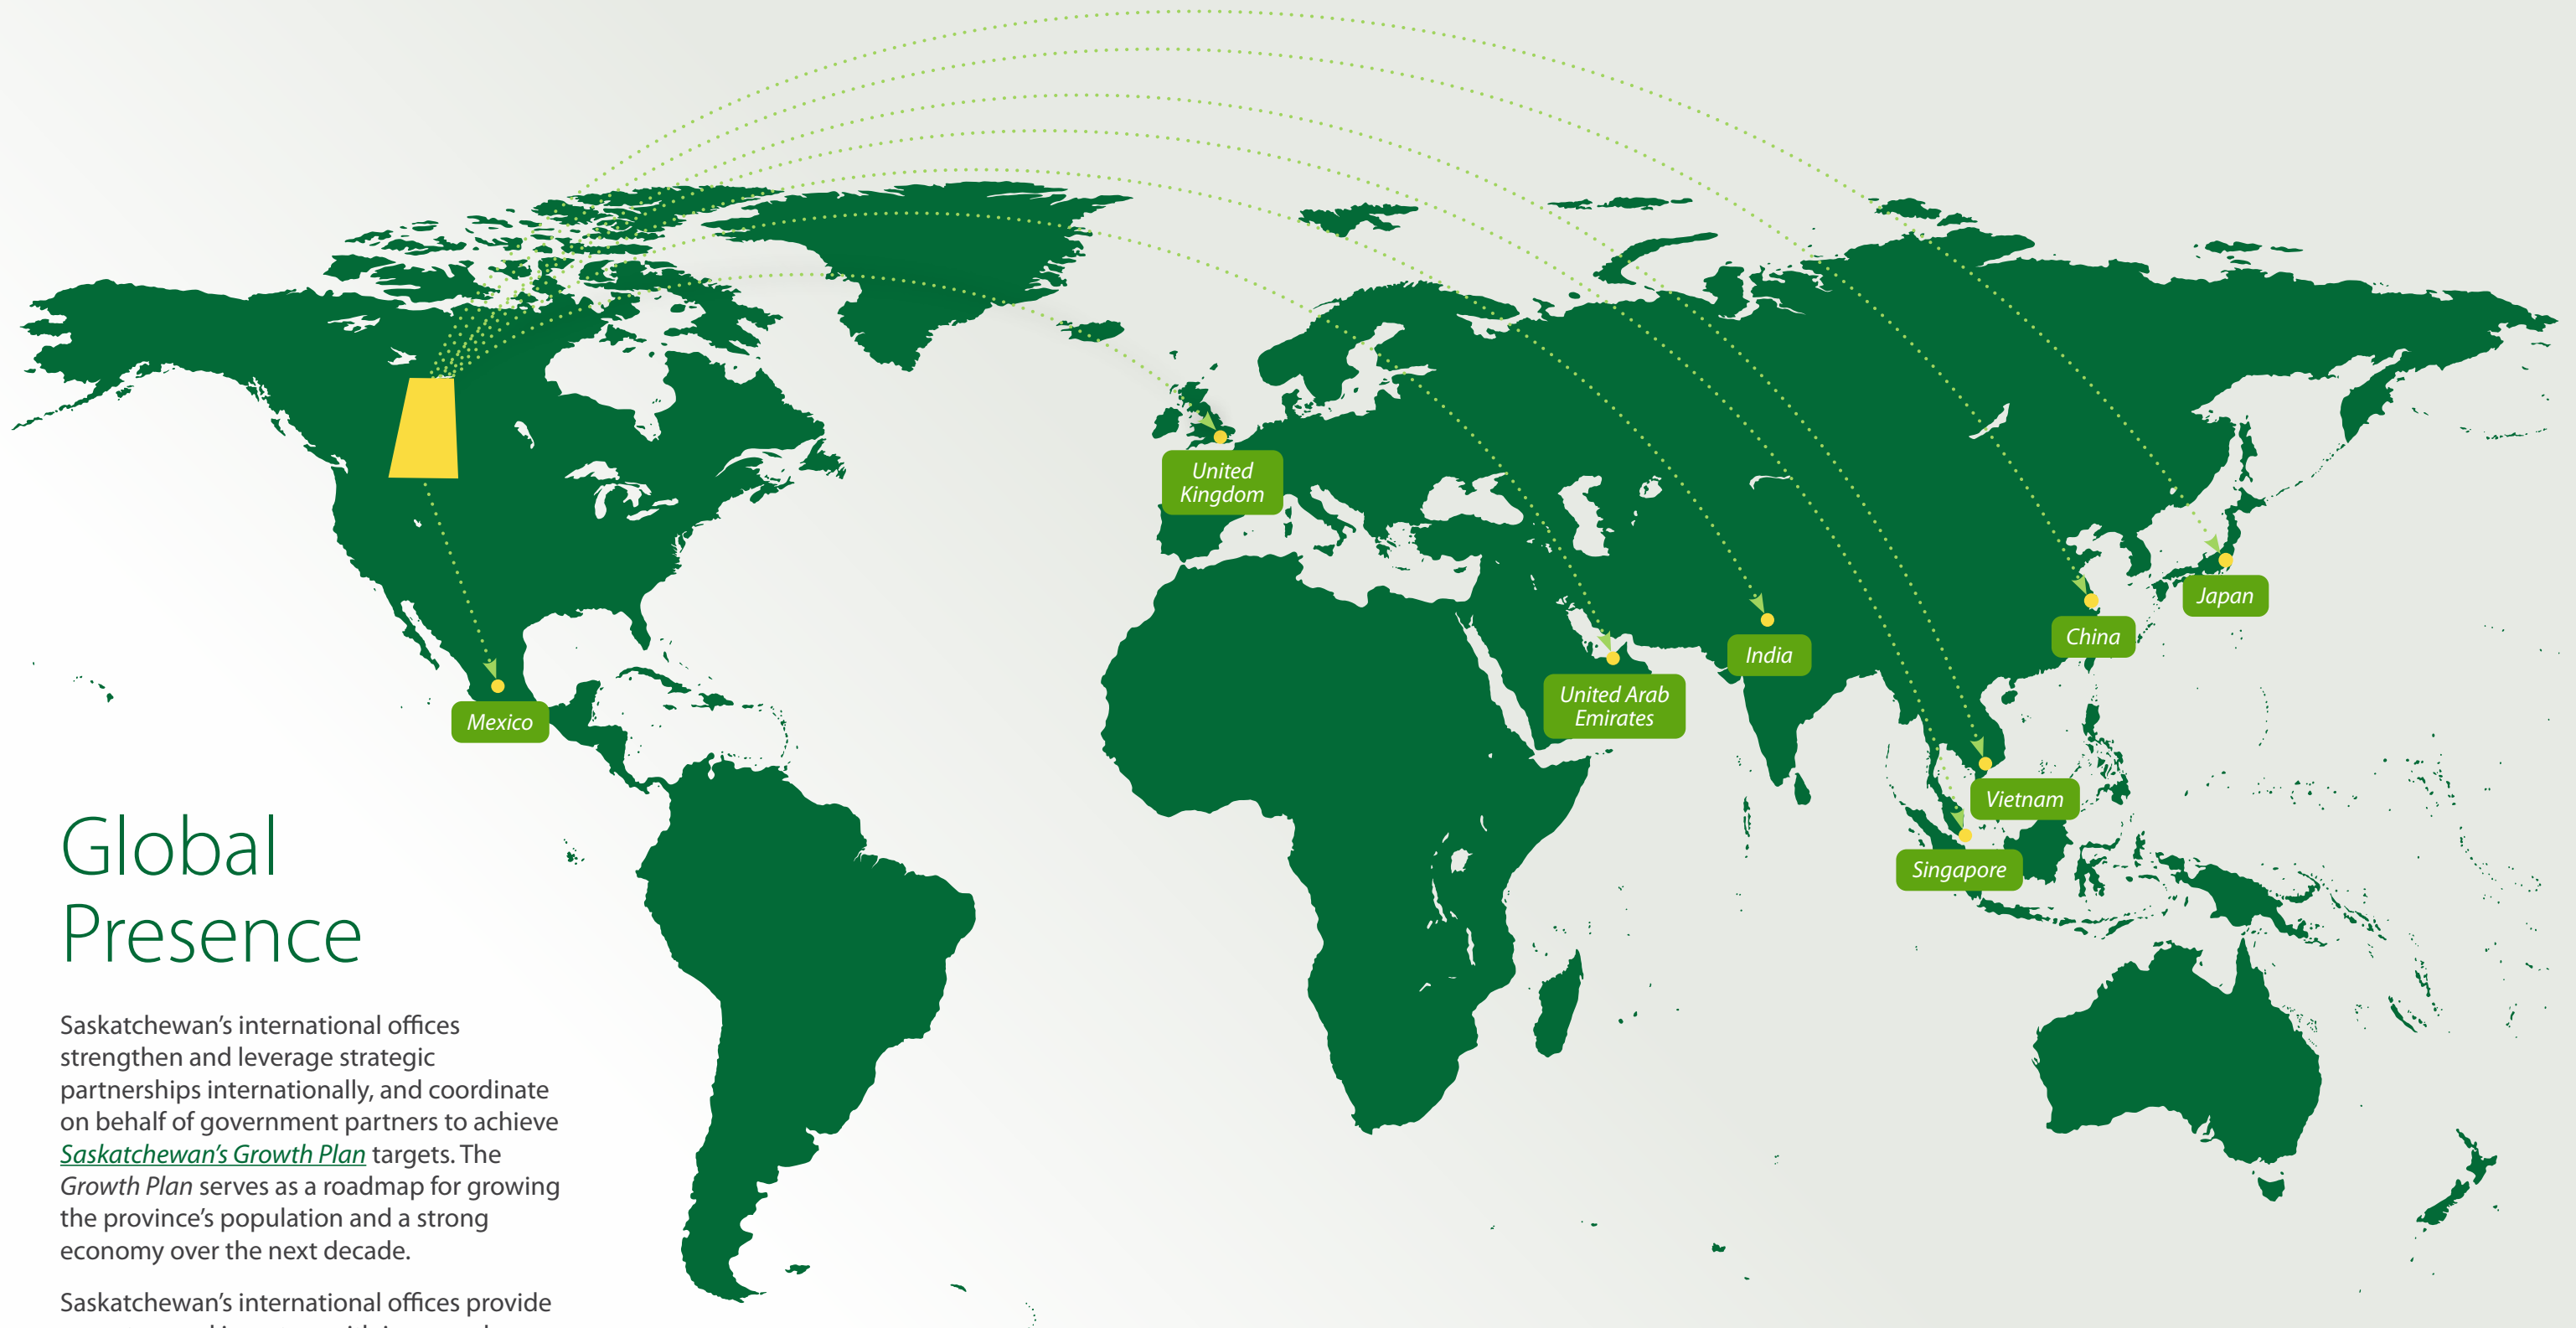 United
Kingdom
Japan
China
India
United Arab
Emirates
Mexico
Vietnam
Singapore
Global
Presence
Saskatchewan’s international offices
strengthen and leverage strategic
partnerships internationally, and coordinate
on behalf of government partners to achieve
Saskatchewan’s Growth Plan targets. The
Growth Plan serves as a roadmap for growing
the province’s population and a strong
economy over the next decade.
Saskatchewan’s international offices provide